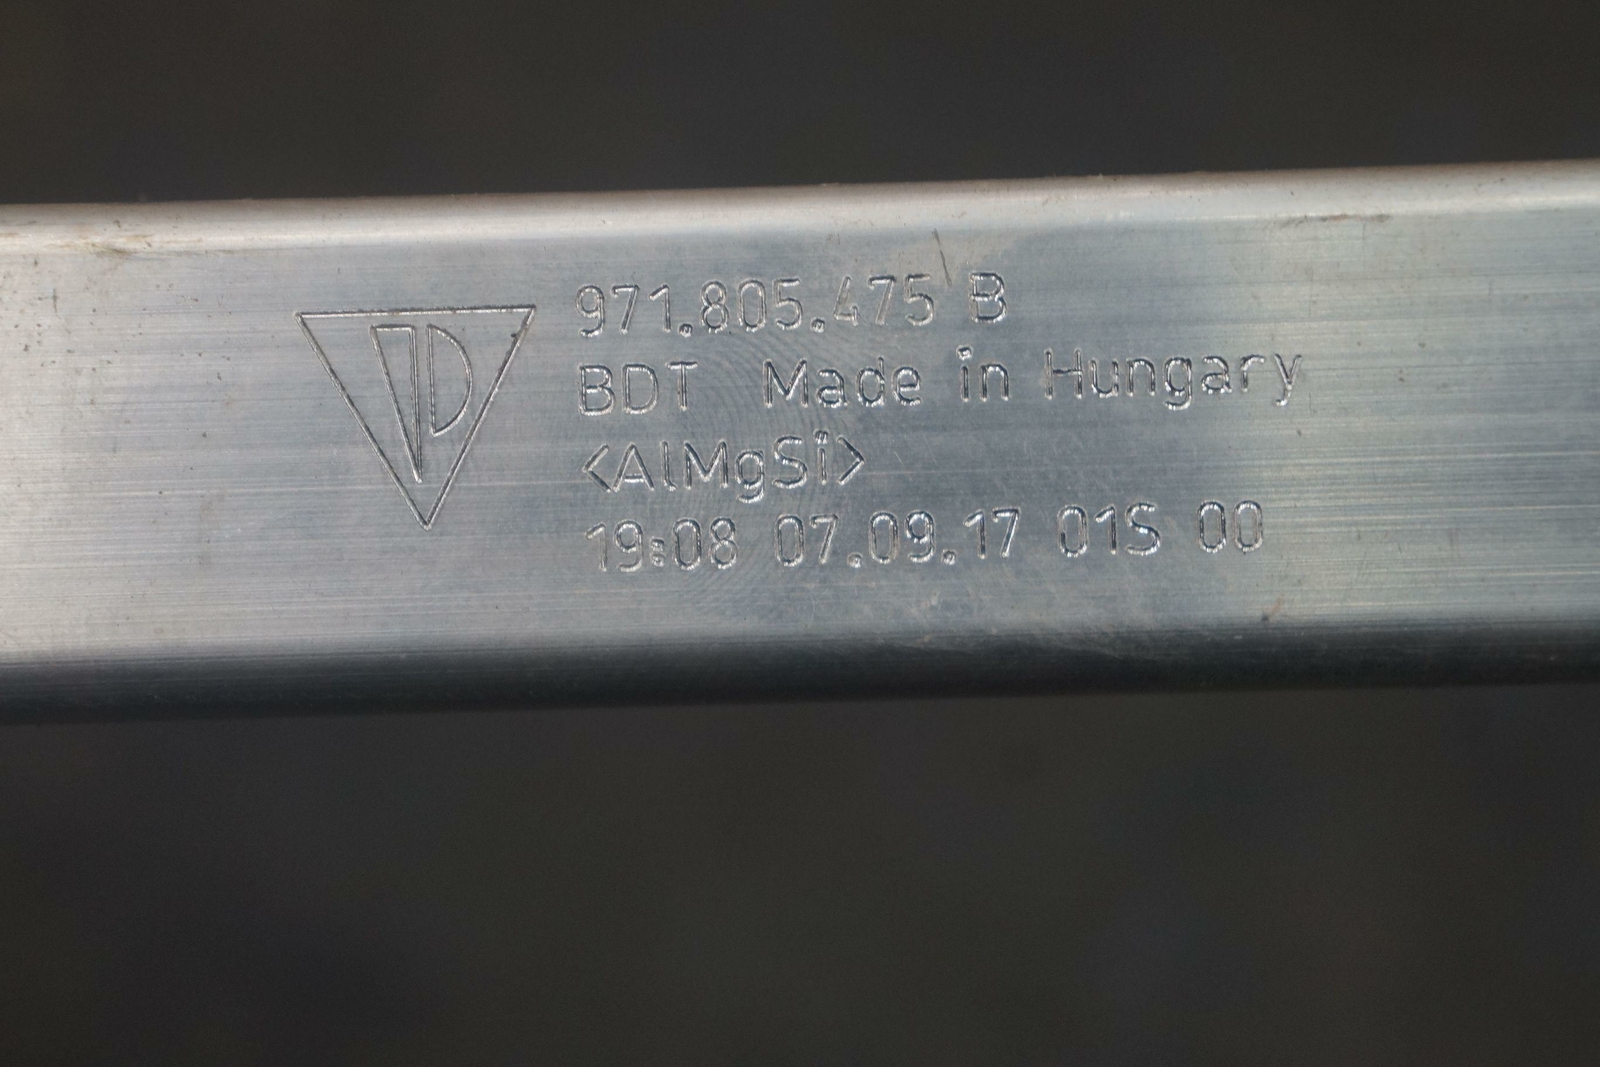 971.805.475 B
BDT Made in Hungary
<AlMgSi>
19:08 07.09.17 01S 00